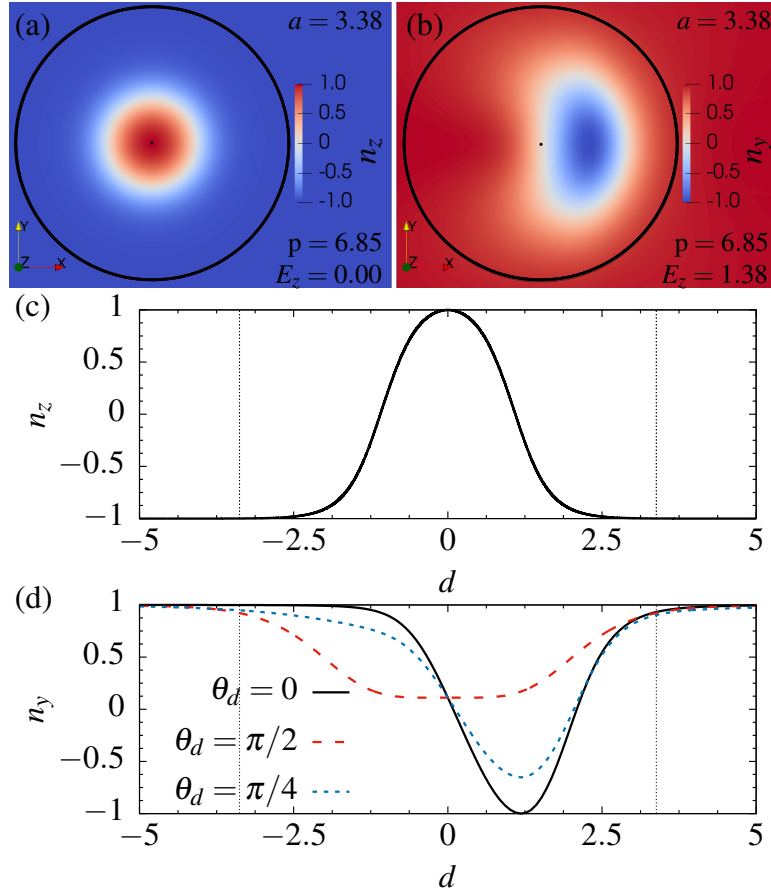 (a)
a = 3.38
1.0
0.5
0
-0.5
-1.0
n_z
Y
Z
X
p = 6.85
E_z = 0.00
(b)
a = 3.38
1.0
0.5
0
-0.5
-1.0
n_y
Y
Z
X
p = 6.85
E_z = 1.38
(c)
1
0.5
0
−0.5
−1
n_z
−5
−2.5
0
2.5
5
d
(d)
1
0.5
0
−0.5
−1
n_y
θ_d = 0
θ_d = π/2
θ_d = π/4
−5
−2.5
0
2.5
5
d